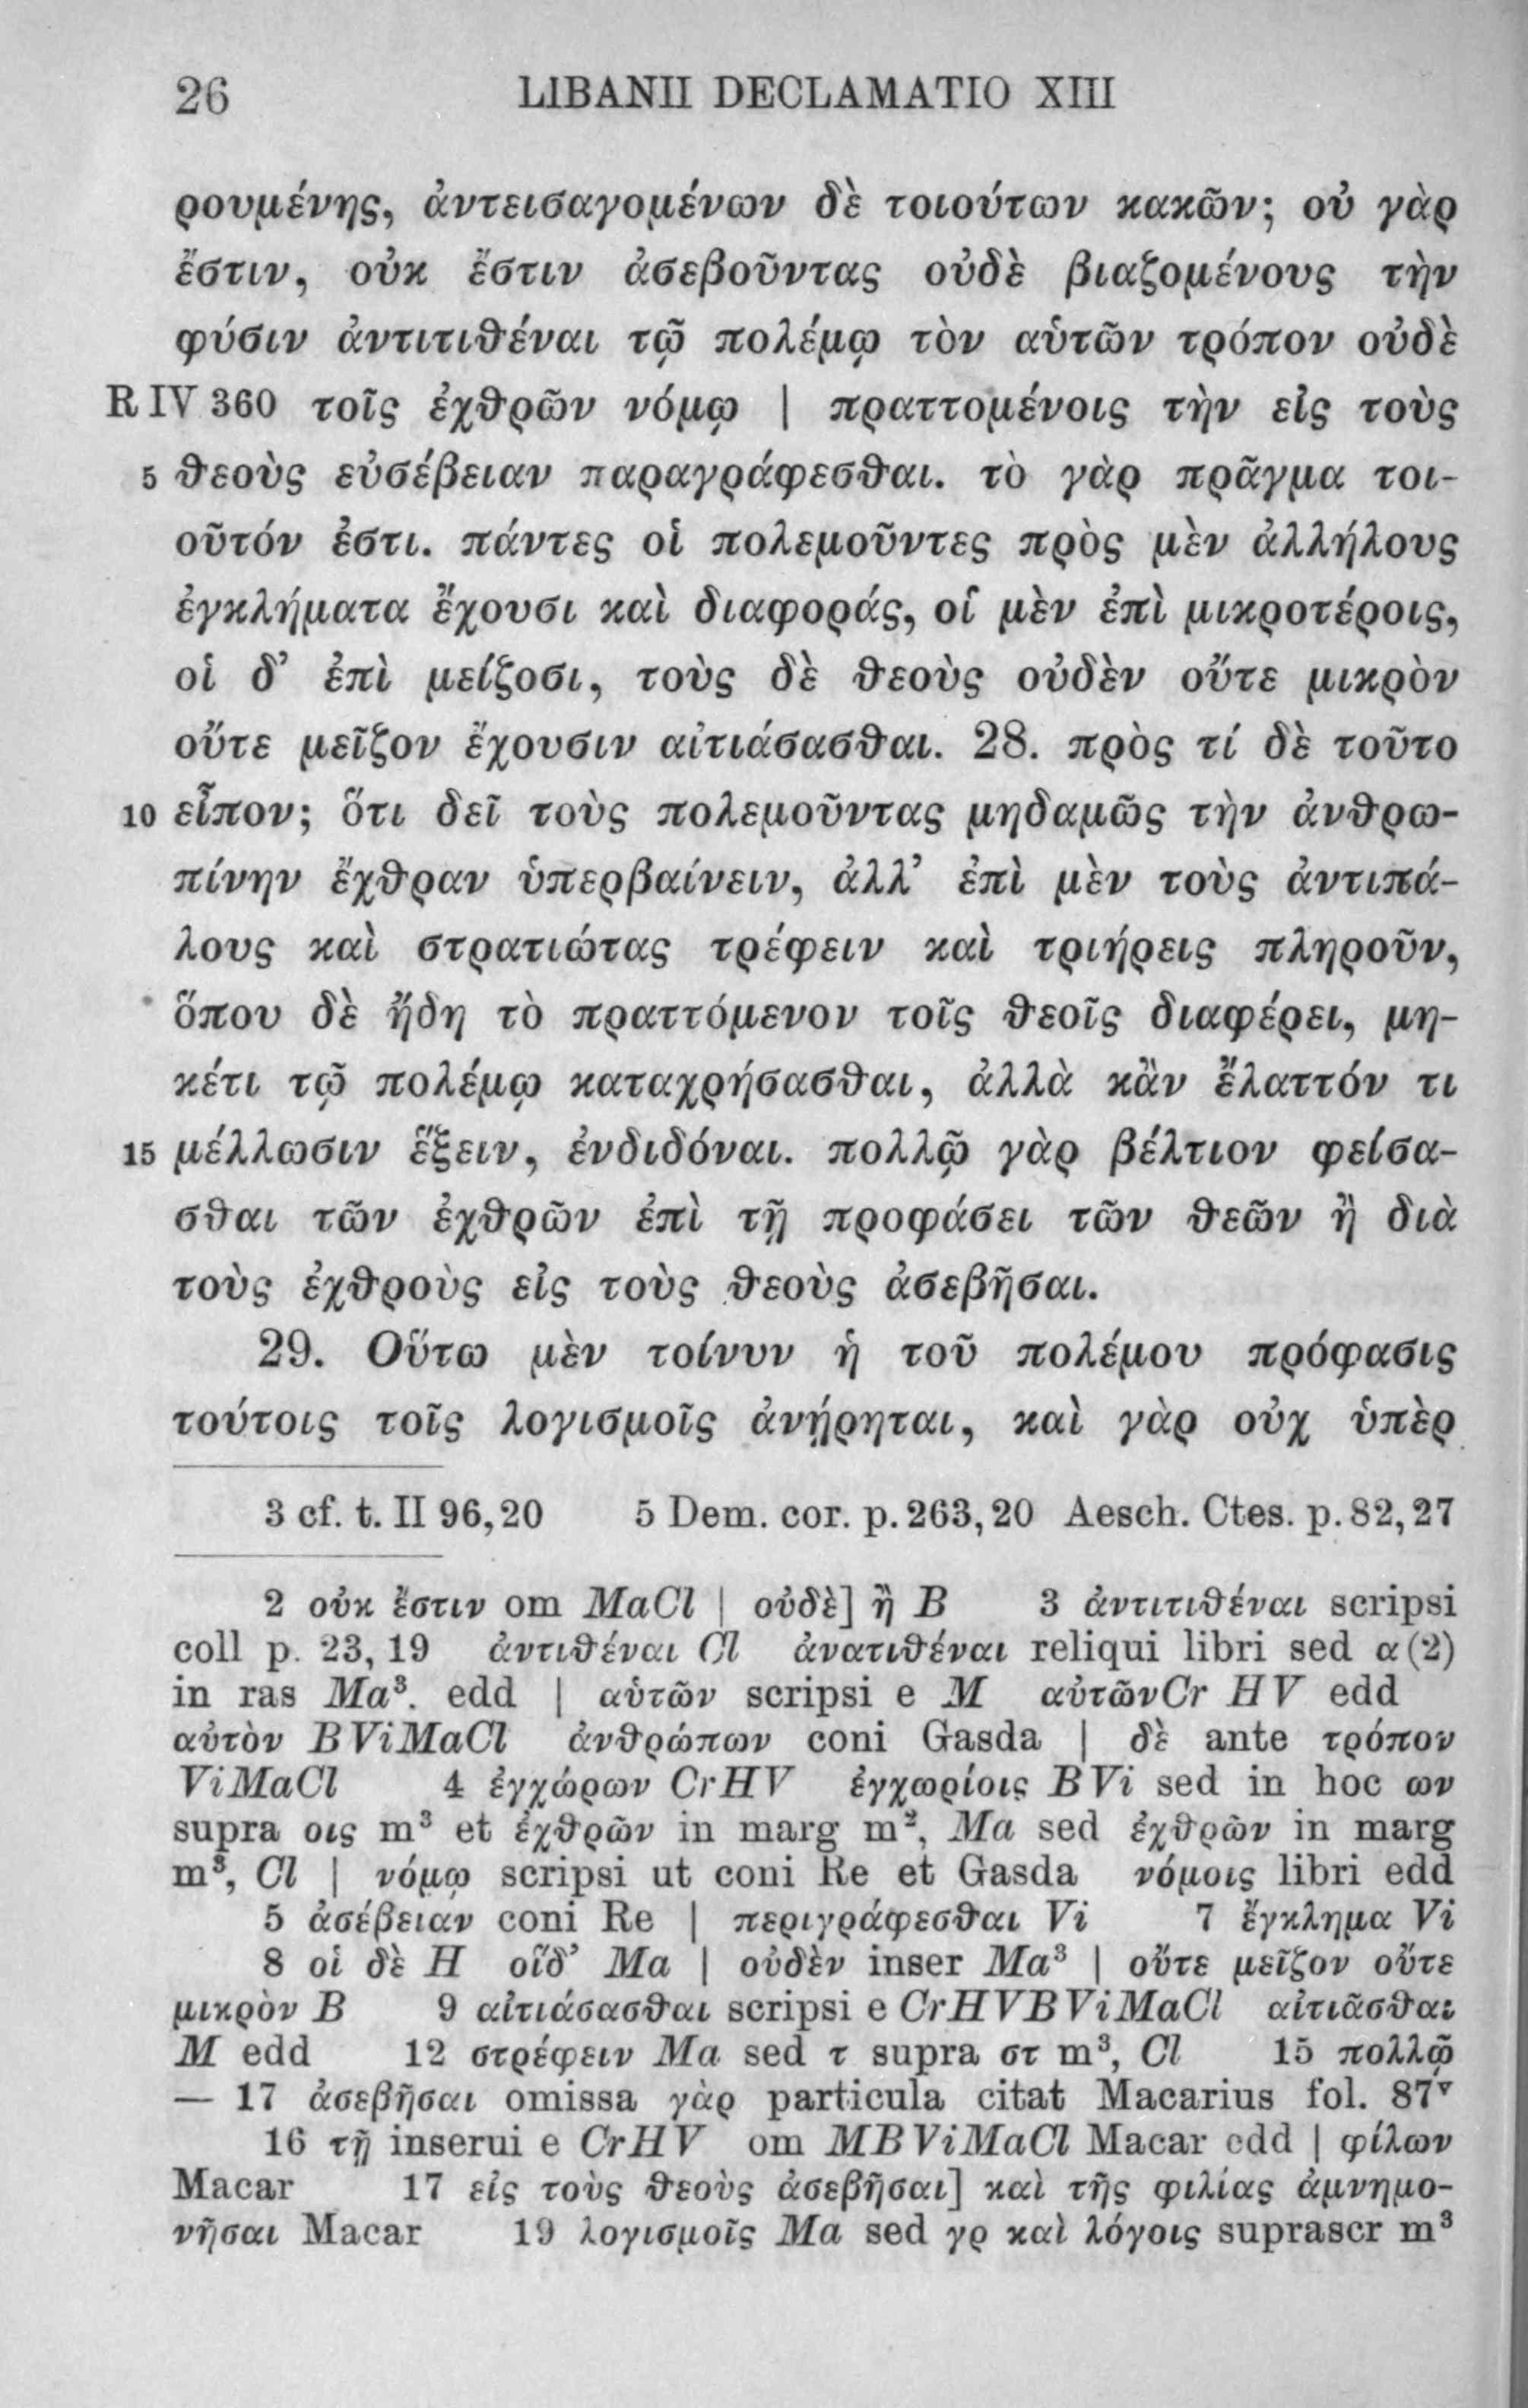 26 LIBANII DECLAMATIO XIII
ρουμένης, ἀντεισαγομένων δὲ τοιούτων κακῶν; οὐ γὰρ
ἔστιν, οὐκ ἔστιν ἀσεβοῦντας οὐδὲ βιαζομένους τὴν
φύσιν ἀντιτιθέναι τῷ πολέμῳ τὸν αὑτῶν τρόπον οὐδὲ
R IV 360 τοῖς ἐχθρῶν νόμῳ | πραττομένοις τὴν εἰς τοὺς
5 θεοὺς εὐσέβειαν παραγράφεσθαι. τὸ γὰρ πρᾶγμα τοι-
οῦτόν ἐστι. πάντες οἱ πολεμοῦντες πρὸς μὲν ἀλλήλους
ἐγκλήματα ἔχουσι καὶ διαφοράς, οἱ μὲν ἐπὶ μικροτέροις,
οἱ δ’ ἐπὶ μείζοσι, τοὺς δὲ θεοὺς οὐδὲν οὔτε μικρὸν
οὔτε μεῖζον ἔχουσιν αἰτιάσασθαι. 28. πρὸς τί δὲ τοῦτο
10 εἶπον; ὅτι δεῖ τοὺς πολεμοῦντας μηδαμῶς τὴν ἀνθρω-
πίνην ἔχθραν ὑπερβαίνειν, ἀλλ’ ἐπὶ μὲν τοὺς ἀντιπά-
λους καὶ στρατιώτας τρέφειν καὶ τριήρεις πληροῦν,
ὅπου δὲ ἤδη τὸ πραττόμενον τοῖς θεοῖς διαφέρει, μη-
κέτι τῷ πολέμῳ καταχρήσασθαι, ἀλλὰ κἂν ἔλαττόν τι
15 μέλλωσιν ἕξειν, ἐνδιδόναι. πολλῷ γὰρ βέλτιον φείσα-
σθαι τῶν ἐχθρῶν ἐπὶ τῇ προφάσει τῶν θεῶν ἢ διὰ
τοὺς ἐχθροὺς εἰς τοὺς θεοὺς ἀσεβῆσαι.
29. Οὕτω μὲν τοίνυν ἡ τοῦ πολέμου πρόφασις
τούτοις τοῖς λογισμοῖς ἀνῄρηται, καὶ γὰρ οὐχ ὑπὲρ
3 cf. t. II 96,20 5 Dem. cor. p. 263,20 Aesch. Ctes. p. 82,27
2 οὐκ ἔστιν om MaCl | οὐδὲ] ἢ B 3 ἀντιτιθέναι scripsi
coll p. 23,19 ἀντιθέναι Cl ἀνατιθέναι reliqui libri sed α(2)
in ras Ma³. edd | αὑτῶν scripsi e M αὐτῶν Cr HV edd
αὐτὸν BViMaCl ἀνθρώπων coni Gasda | δὲ ante τρόπον
ViMaCl 4 ἐγχώρων CrHV ἐγχωρίοις BVi sed in hoc ων
supra οις m³ et ἐχθρῶν in marg m², Ma sed ἐχθρῶν in marg
m³, Cl | νόμῳ scripsi ut coni Re et Gasda νόμοις libri edd
5 ἀσέβειαν coni Re | περιγράφεσθαι Vi 7 ἔγκλημα Vi
8 οἱ δὲ H οἵδ’ Ma | οὐδὲν inser Ma³ | οὔτε μεῖζον οὔτε
μικρὸν B 9 αἰτιάσασθαι scripsi e CrHVBViMaCl αἰτιᾶσθαι
M edd 12 στρέφειν Ma sed τ supra στ m³, Cl 15 πολλῷ
— 17 ἀσεβῆσαι omissa γὰρ particula citat Macarius fol. 87ᵛ
16 τῇ inserui e CrHV om MBViMaCl Macar edd | φίλων
Macar 17 εἰς τοὺς θεοὺς ἀσεβῆσαι] καὶ τῆς φιλίας ἀμνημο-
νῆσαι Macar 19 λογισμοῖς Ma sed γρ καὶ λόγοις suprascr m³